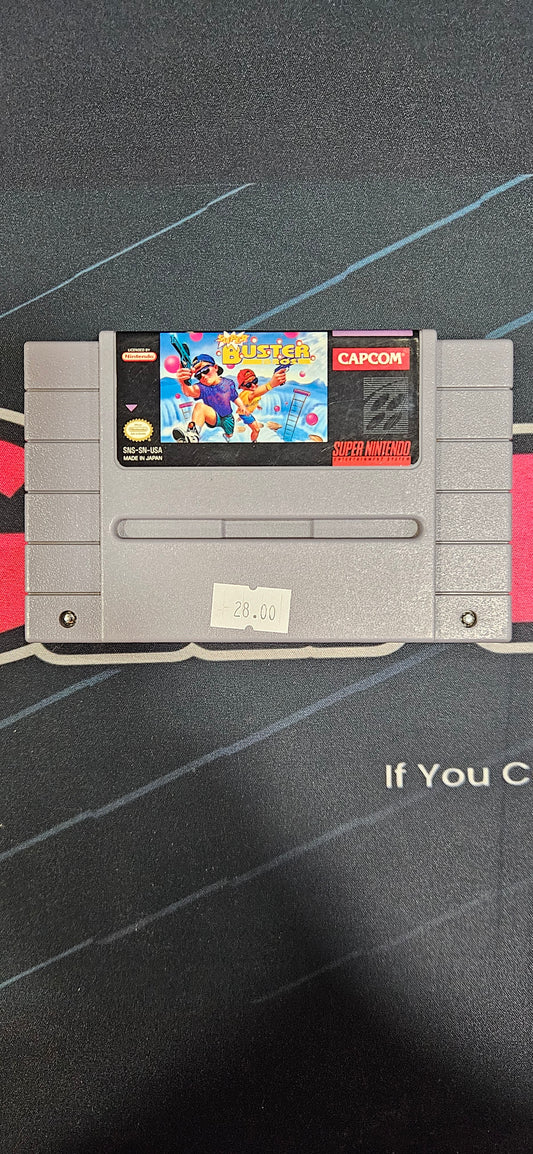 LICENSED BY
Nintendo
SUPER
BUSTER
BROS
CAPCOM
SNS-SN-USA
MADE IN JAPAN
SUPER NINTENDO
ENTERTAINMENT SYSTEM
28.00
If You C